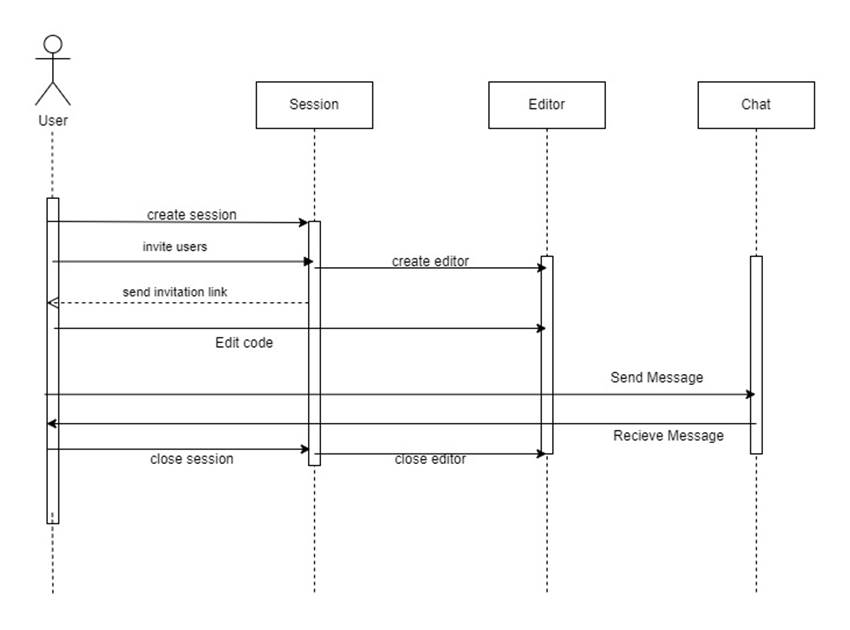 Session
Editor
Chat
User
create session
invite users
create editor
send invitation link
Edit code
Send Message
Recieve Message
close session
close editor